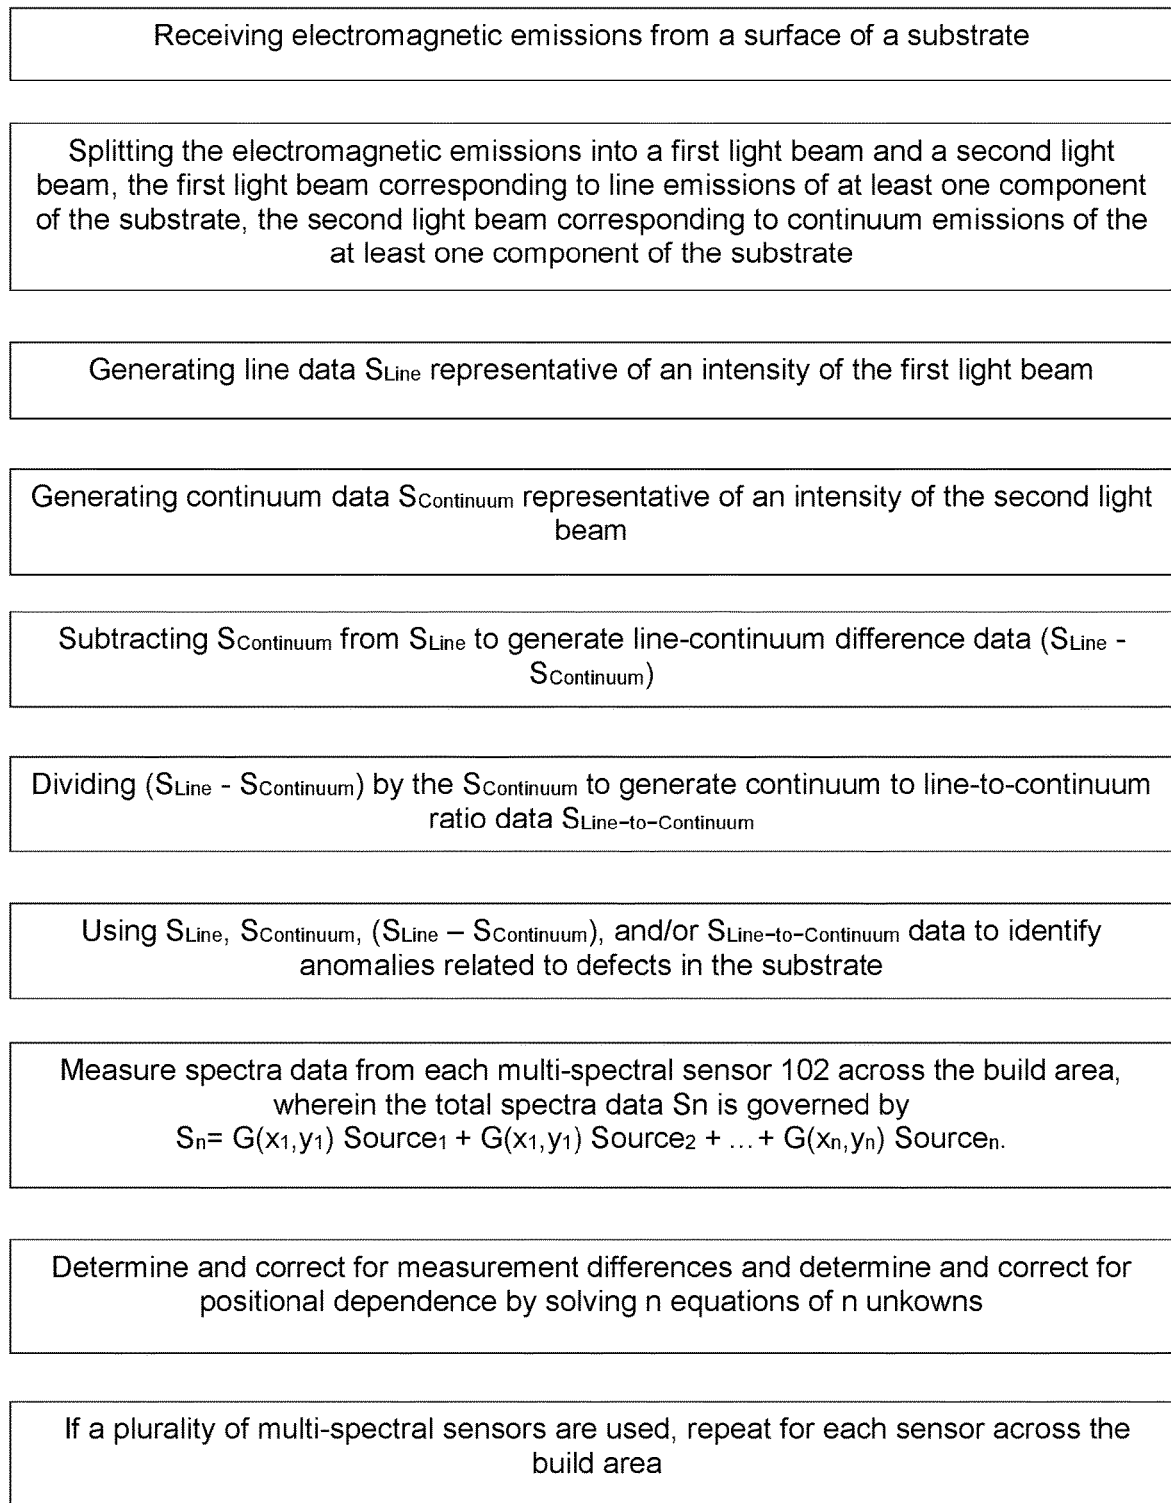 Receiving electromagnetic emissions from a surface of a substrate
Splitting the electromagnetic emissions into a first light beam and a second light
beam, the first light beam corresponding to line emissions of at least one component
of the substrate, the second light beam corresponding to continuum emissions of the
at least one component of the substrate
Generating line data SLine representative of an intensity of the first light beam
Generating continuum data SContinuum representative of an intensity of the second light
beam
Subtracting SContinuum from SLine to generate line-continuum difference data (SLine -
SContinuum)
Dividing (SLine - SContinuum) by the SContinuum to generate continuum to line-to-continuum
ratio data SLine-to-Continuum
Using SLine, SContinuum, (SLine – SContinuum), and/or SLine-to-Continuum data to identify
anomalies related to defects in the substrate
Measure spectra data from each multi-spectral sensor 102 across the build area,
wherein the total spectra data Sn is governed by
Sn= G(x1,y1) Source1 + G(x1,y1) Source2 + ... + G(xn,yn) Sourcen.
Determine and correct for measurement differences and determine and correct for
positional dependence by solving n equations of n unkowns
If a plurality of multi-spectral sensors are used, repeat for each sensor across the
build area